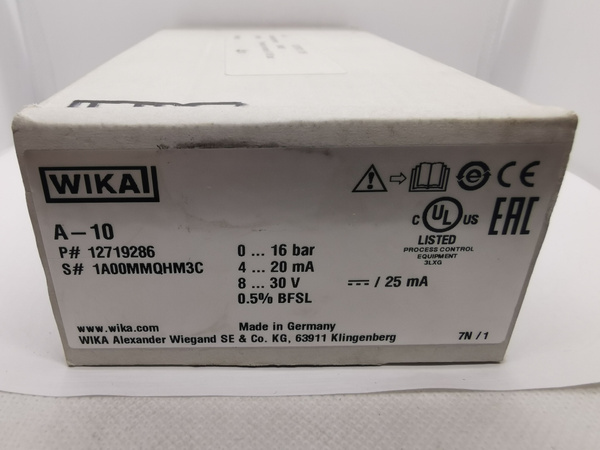 WIKA
A-10
P# 12719286
S# 1A00MMQHM3C
0 ... 16 bar
4 ... 20 mA
8 ... 30 V
0.5% BFSL
/ 25 mA
CE
C UL US
LISTED
PROCESS CONTROL
EQUIPMENT
3LXG
EAC
www.wika.com
Made in Germany
WIKA Alexander Wiegand SE & Co. KG, 63911 Klingenberg
7N / 1